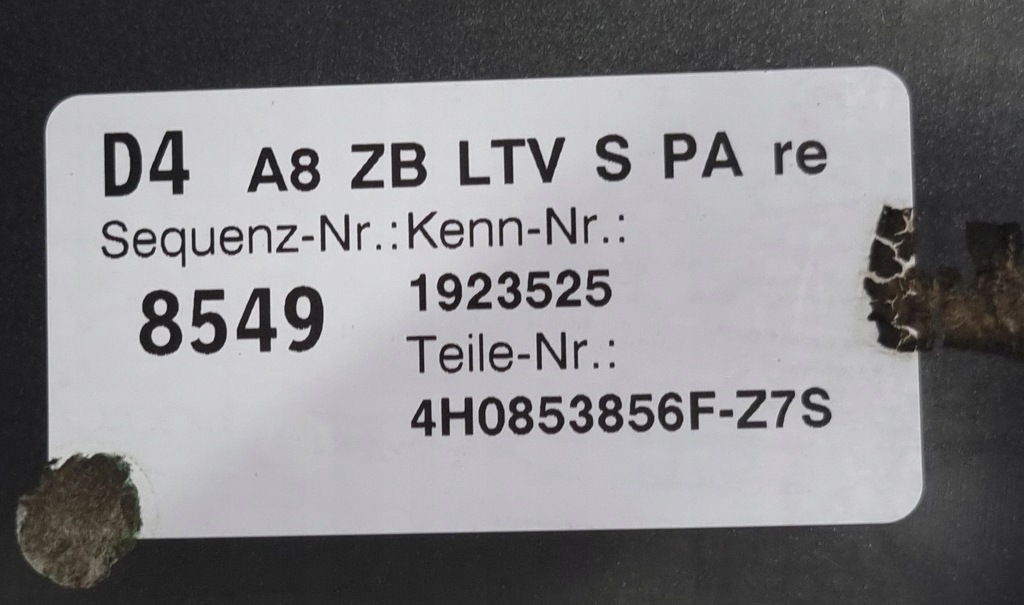 D4 A8 ZB LTV S PA re
Sequenz-Nr.: Kenn-Nr.:
8549 1923525
Teile-Nr.:
4H0853856F-Z7S